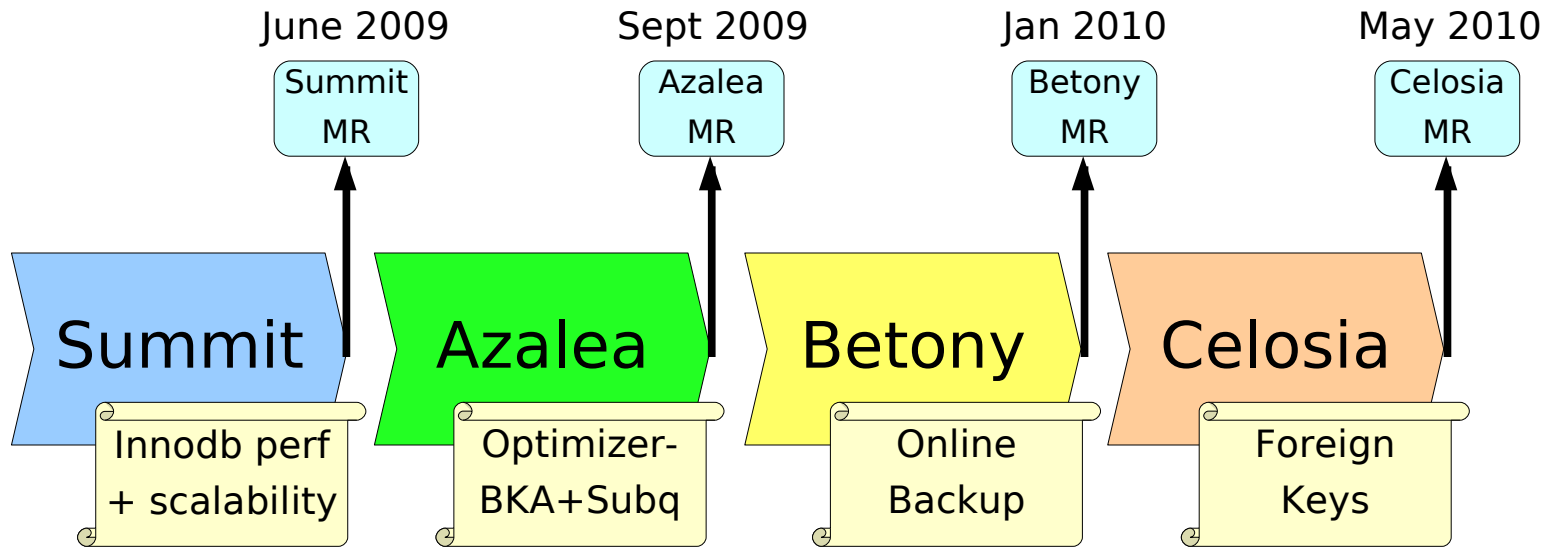 June 2009
Sept 2009
Jan 2010
May 2010
Summit
MR
Azalea
MR
Betony
MR
Celosia
MR
Summit
Azalea
Betony
Celosia
Innodb perf
+ scalability
Optimizer-
BKA+Subq
Online
Backup
Foreign
Keys